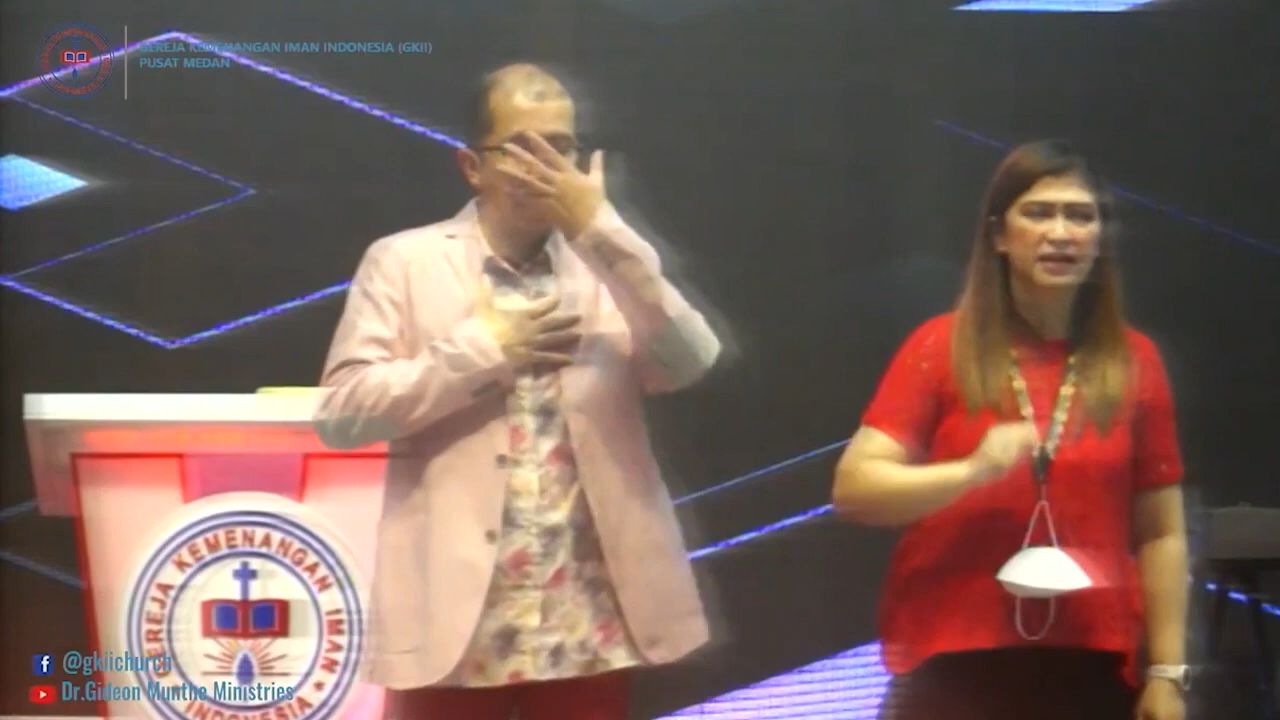 GEREJA KEMENANGAN IMAN INDONESIA (GKII)
PUSAT MEDAN
GEREJA KEMENANGAN IMAN
INDONESIA
@gkiichurch
Dr.Gideon Munthe Ministries